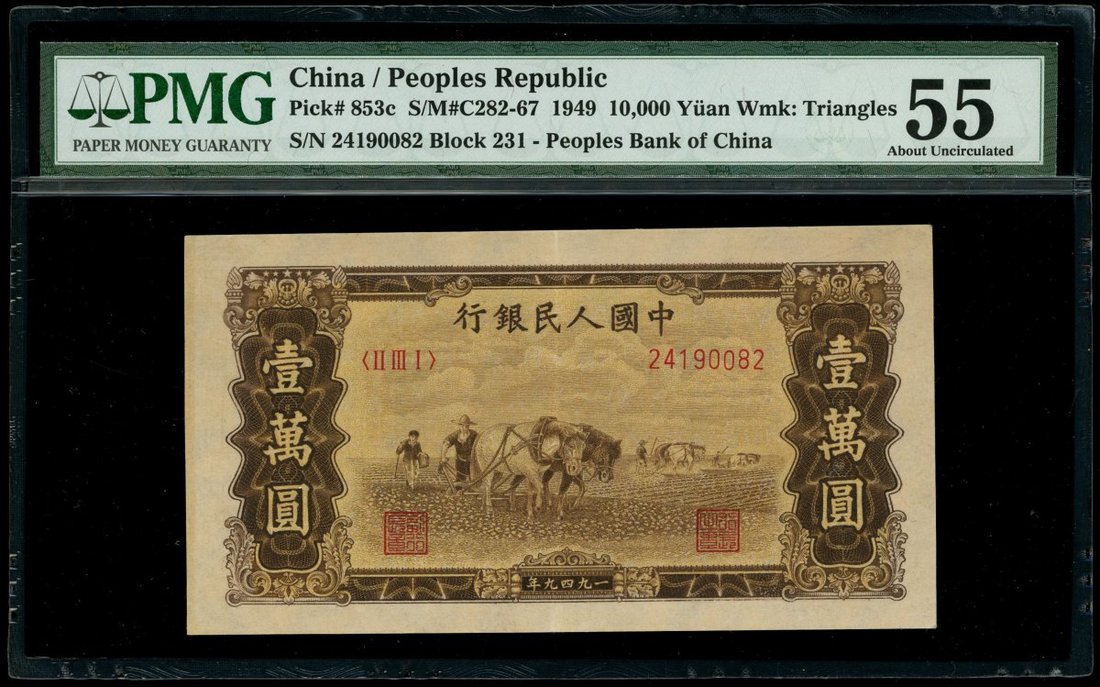 PMG
PAPER MONEY GUARANTY
China / Peoples Republic
Pick# 853c S/M#C282-67 1949 10,000 Yüan Wmk: Triangles
S/N 24190082 Block 231 - Peoples Bank of China
55
About Uncirculated
行銀民人國中
〈II III I〉
24190082
壹萬圓
壹萬圓
年九四九一